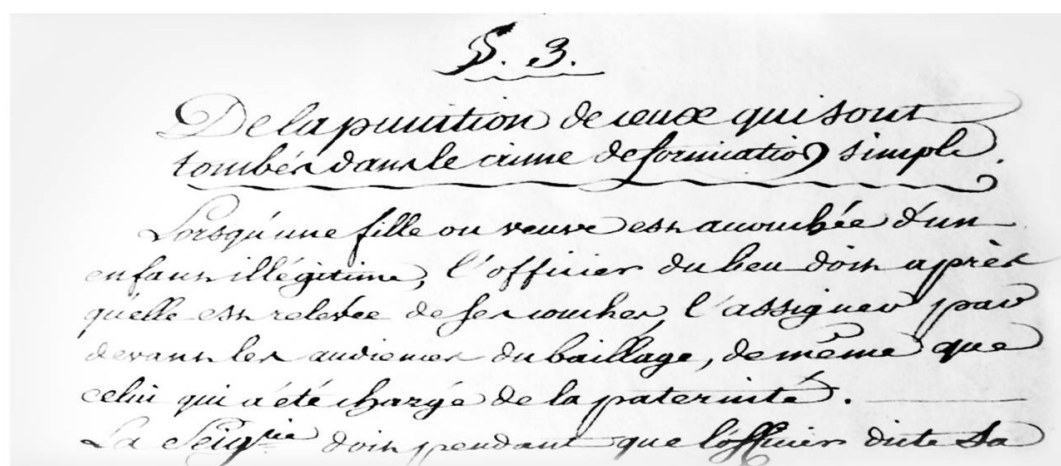 §. 3.
De la punition de ceux qui sont
tombés dans le crime de fornication simple.
Lorsqu'une fille ou veuve est accouchée d'un
enfant illégitime, l'officier du lieu doit après
qu'elle est relevée de ses couches, l'assigner par
devant les audiences du baillage, de même que
celui qui a été chargé de la paternité.
La Seigrie doit pendant que l'officier dicte sa